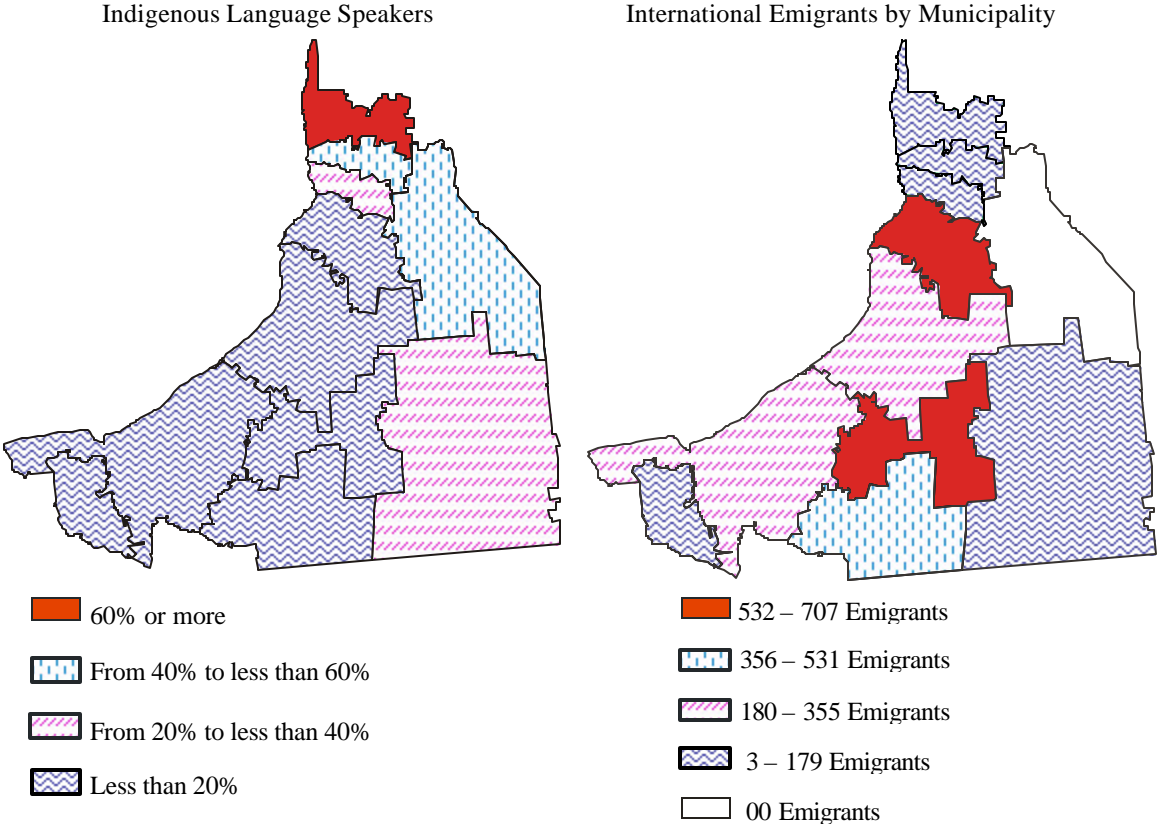 Indigenous Language Speakers
International Emigrants by Municipality
60% or more
From 40% to less than 60%
From 20% to less than 40%
Less than 20%
532 – 707 Emigrants
356 – 531 Emigrants
180 – 355 Emigrants
3 – 179 Emigrants
00 Emigrants